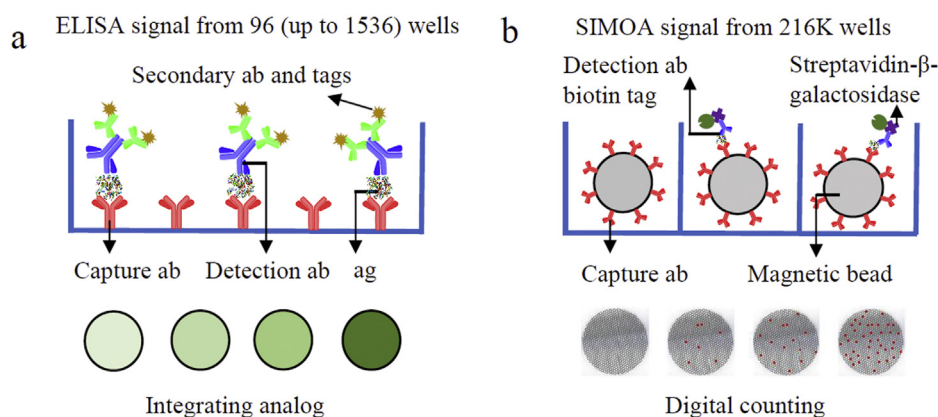 a
ELISA signal from 96 (up to 1536) wells
Secondary ab and tags
Capture ab
Detection ab
ag
Integrating analog
b
SIMOA signal from 216K wells
Detection ab
biotin tag
Streptavidin-β-
galactosidase
Capture ab
Magnetic bead
Digital counting